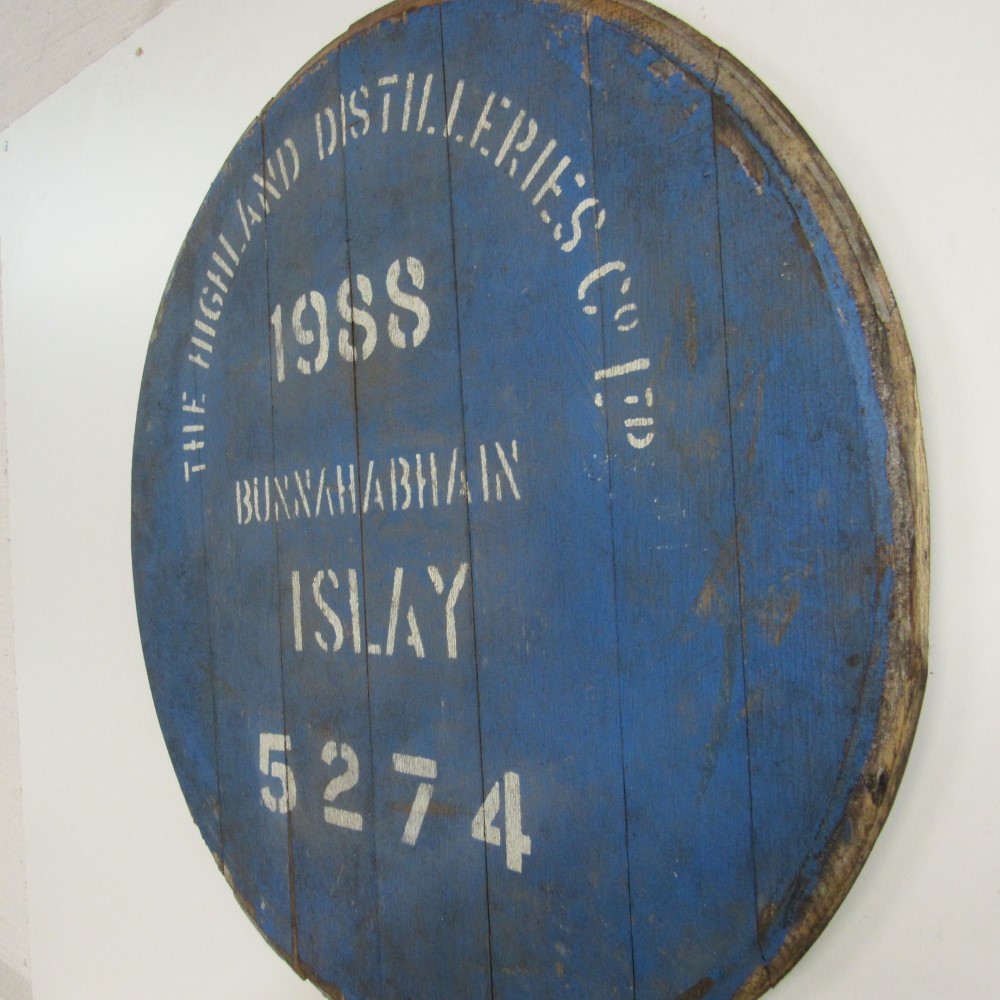 THE HIGHLAND DISTILLERIES Co LTD
1988
BUNNAHABHAIN
ISLAY
5274